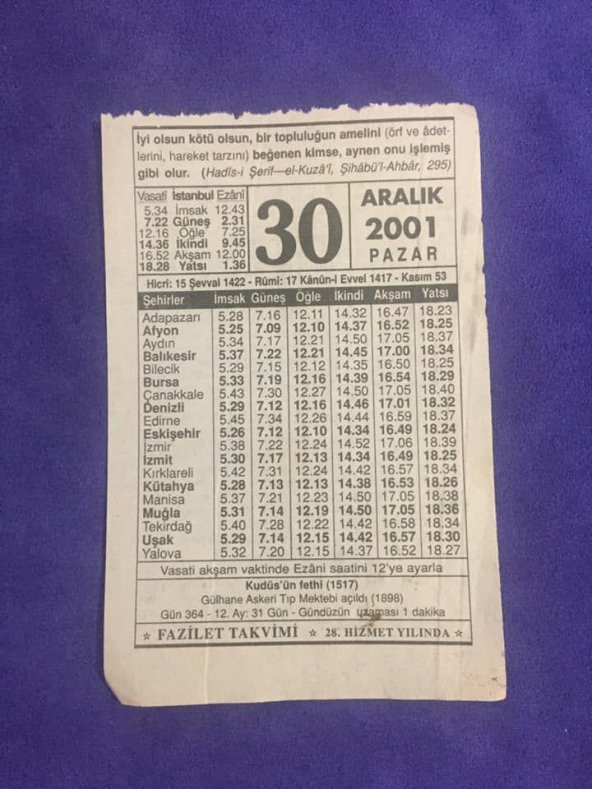 İyi olsun kötü olsun, bir topluluğun amelini (örf ve âdet-
lerini, hareket tarzını) beğenen kimse, aynen onu işlemiş
gibi olur. (Hadîs-i Şerif—el-Kuzâ'î, Şihâbü'l-Ahbâr, 295)
Vasati İstanbul Ezânî
5.34 İmsak 12.43
7.22 Güneş 2.31
12.16 Öğle 7.25
14.36 İkindi 9.45
16.52 Akşam 12.00
18.28 Yatsı 1.36
30
ARALIK
2001
PAZAR
Hicrî: 15 Şevval 1422 - Rûmi: 17 Kânûn-i Evvel 1417 - Kasım 53
Şehirler İmsak Güneş Öğle İkindi Akşam Yatsı
Adapazarı 5.28 7.16 12.11 14.32 16.47 18.23
Afyon 5.25 7.09 12.10 14.37 16.52 18.25
Aydın 5.34 7.17 12.21 14.50 17.05 18.37
Balıkesir 5.37 7.22 12.21 14.45 17.00 18.34
Bilecik 5.29 7.15 12.12 14.35 16.50 18.25
Bursa 5.33 7.19 12.16 14.39 16.54 18.29
Çanakkale 5.43 7.30 12.27 14.50 17.05 18.40
Denizli 5.29 7.12 12.16 14.46 17.01 18.32
Edirne 5.45 7.34 12.26 14.44 16.59 18.37
Eskişehir 5.26 7.12 12.10 14.34 16.49 18.24
İzmir 5.38 7.22 12.24 14.52 17.06 18.39
İzmit 5.30 7.17 12.13 14.34 16.49 18.25
Kırklareli 5.42 7.31 12.24 14.42 16.57 18.34
Kütahya 5.28 7.13 12.13 14.38 16.53 18.26
Manisa 5.37 7.21 12.23 14.50 17.05 18.38
Muğla 5.31 7.14 12.19 14.50 17.05 18.36
Tekirdağ 5.40 7.28 12.22 14.42 16.58 18.34
Uşak 5.29 7.14 12.15 14.42 16.57 18.30
Yalova 5.32 7.20 12.15 14.37 16.52 18.27
Vasati akşam vaktinde Ezâni saatini 12'ye ayarla
Kudüs'ün fethi (1517)
Gülhane Askeri Tıp Mektebi açıldı (1898)
Gün 364 - 12. Ay: 31 Gün - Gündüzün uzaması 1 dakika
☆ FAZİLET TAKVİMİ ☆ 28. HİZMET YILINDA ☆